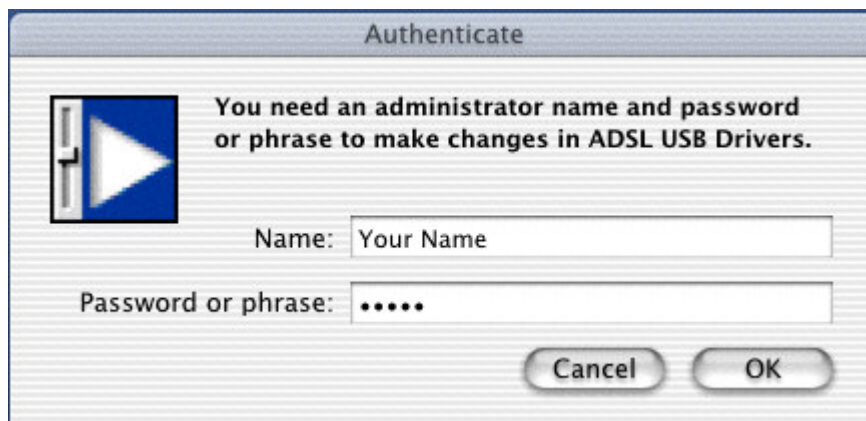 Authenticate
You need an administrator name and password
or phrase to make changes in ADSL USB Drivers.
Name: Your Name
Password or phrase: •••••
Cancel OK